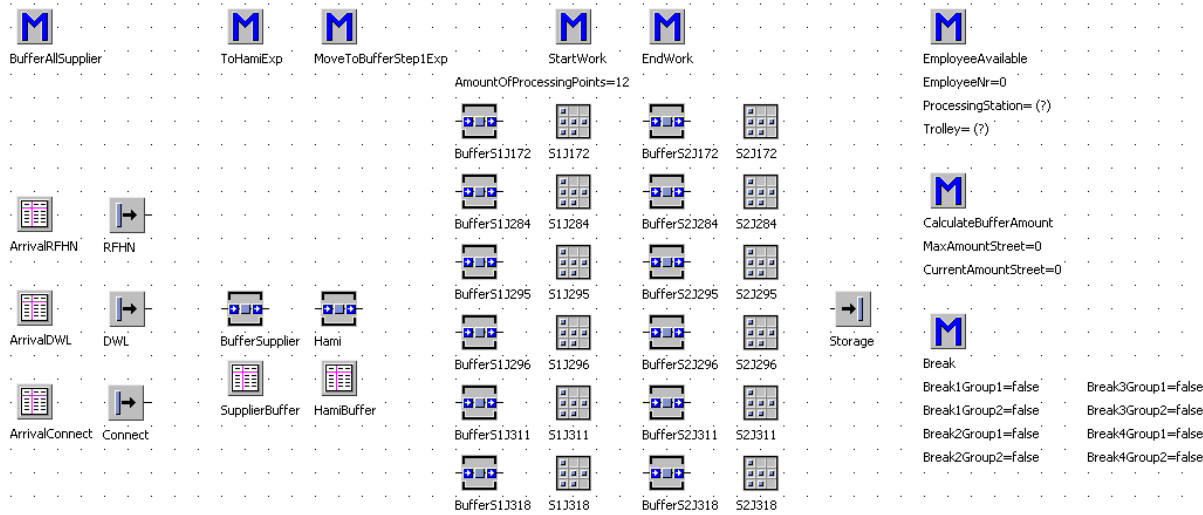 BufferAllSupplier ToHamiExp MoveToBufferStep1Exp StartWork EndWork EmployeeAvailable
AmountOfProcessingPoints=12 EmployeeNr=0
ProcessingStation= (?)
Trolley= (?)
BufferS1J172 S1J172 BufferS2J172 S2J172
BufferS1J284 S1J284 BufferS2J284 S2J284 CalculateBufferAmount
ArrivalRFHN RFHN MaxAmountStreet=0
CurrentAmountStreet=0
BufferS1J295 S1J295 BufferS2J295 S2J295
ArrivalDWL DWL BufferSupplier Hami Storage
BufferS1J296 S1J296 BufferS2J296 S2J296 Break
Break1Group1=false Break3Group1=false
SupplierBuffer HamiBuffer Break1Group2=false Break3Group2=false
ArrivalConnect Connect BufferS1J311 S1J311 BufferS2J311 S2J311 Break2Group1=false Break4Group1=false
Break2Group2=false Break4Group2=false
BufferS1J318 S1J318 BufferS2J318 S2J318